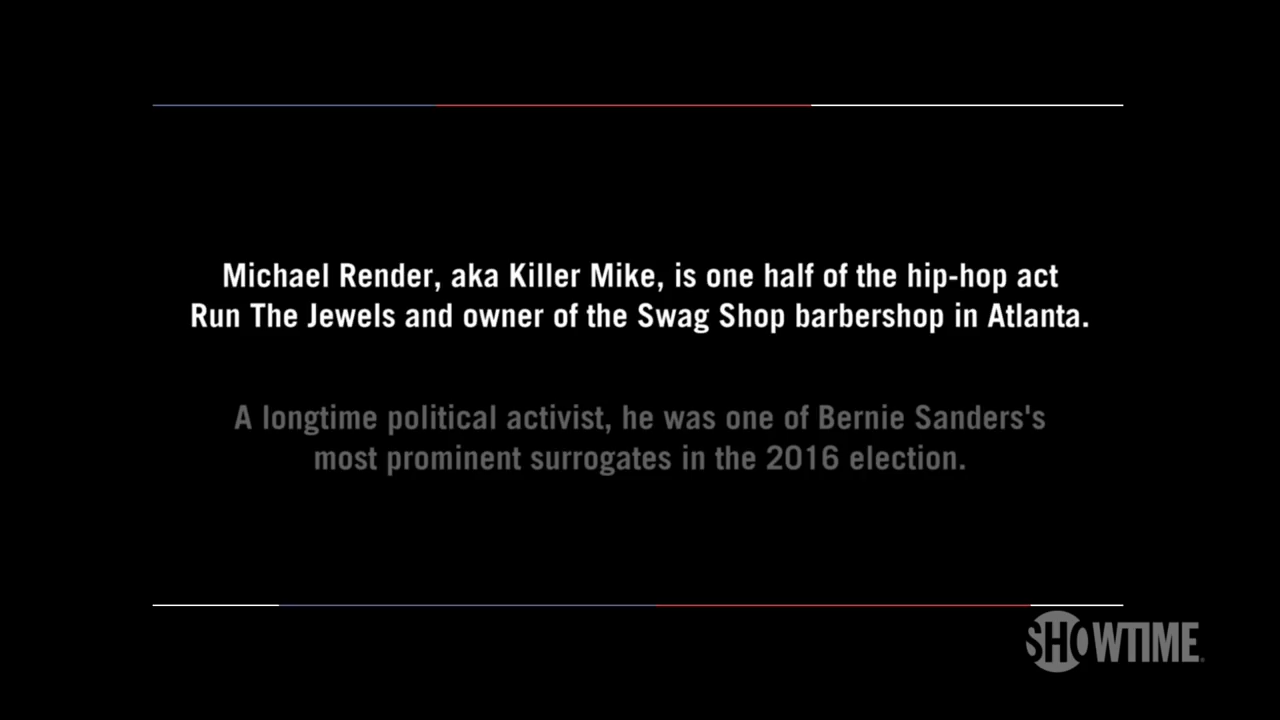 Michael Render, aka Killer Mike, is one half of the hip-hop act
Run The Jewels and owner of the Swag Shop barbershop in Atlanta.
A longtime political activist, he was one of Bernie Sanders's
most prominent surrogates in the 2016 election.
SHOWTIME